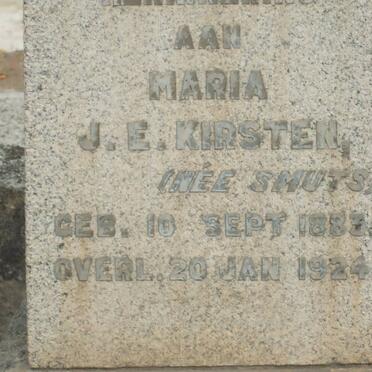 AAN
MARIA
J. E. KIRSTEN,
(NÉE SMUTS)
GEB. 10 SEPT 1883.
OVERL. 20 JAN 1924